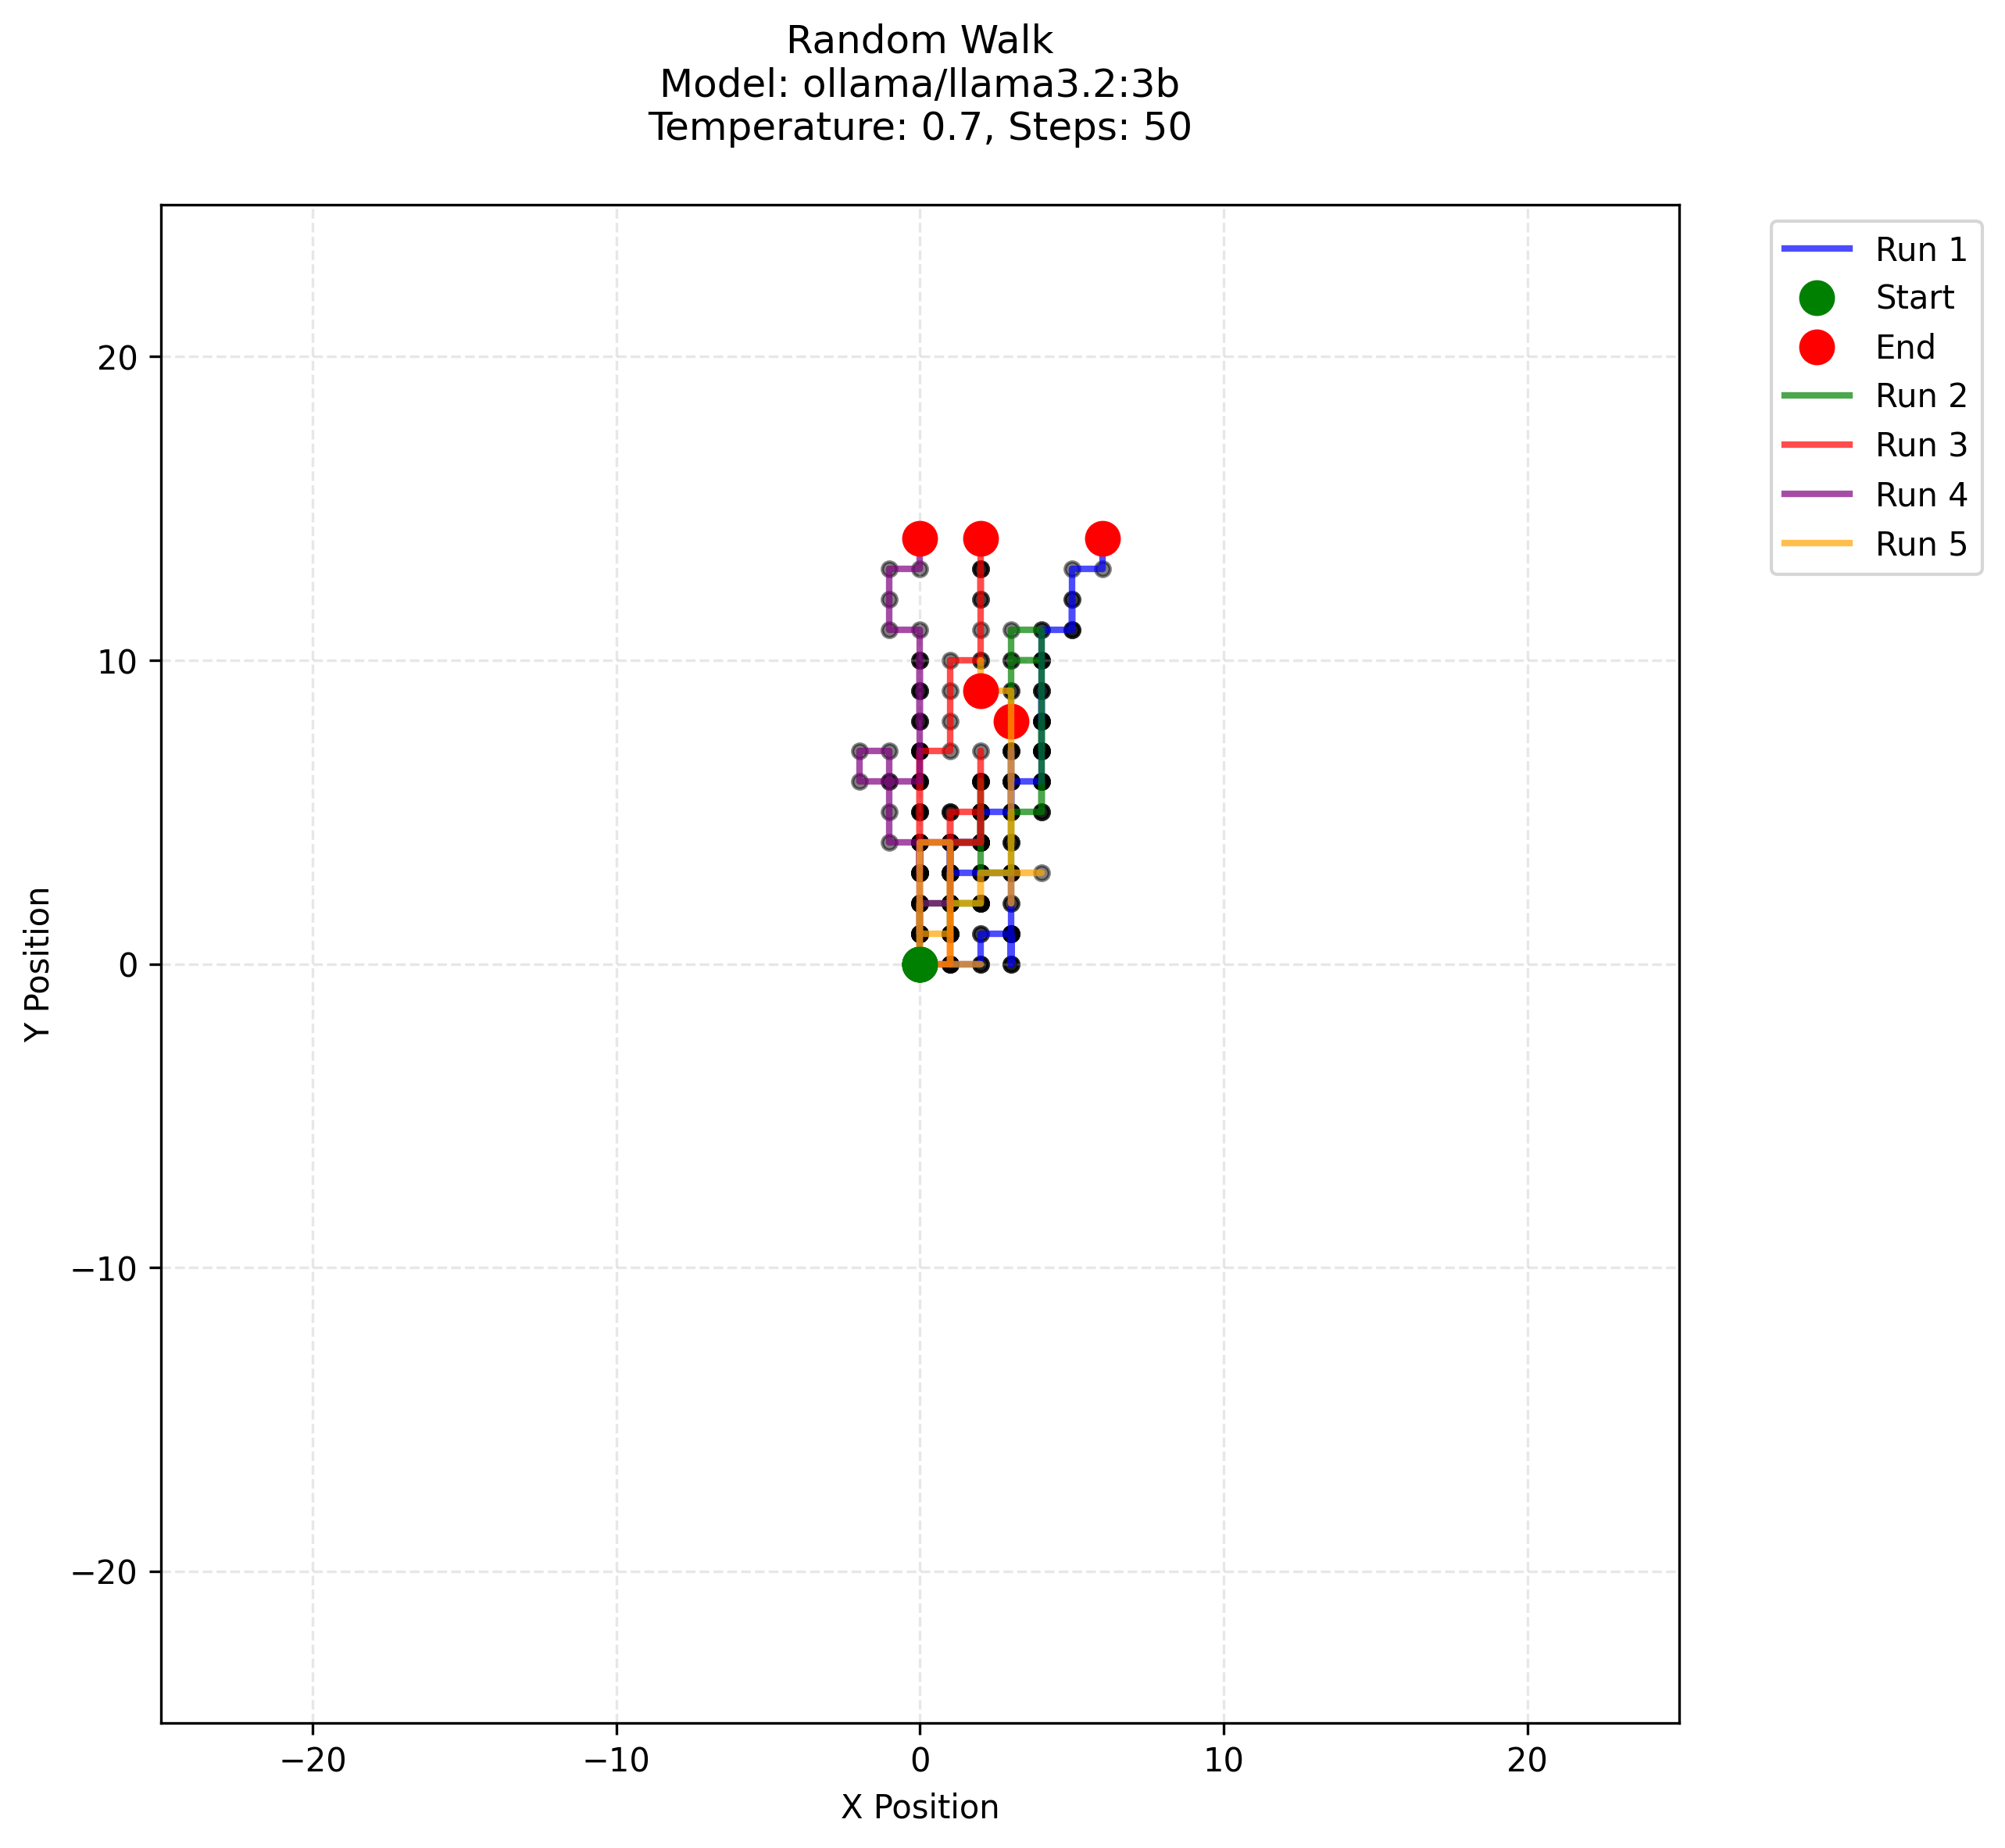 Random Walk
Model: ollama/llama3.2:3b
Temperature: 0.7, Steps: 50
Run 1
Start
End
Run 2
Run 3
Run 4
Run 5
Y Position
20
10
0
−10
−20
−20
−10
0
10
20
X Position